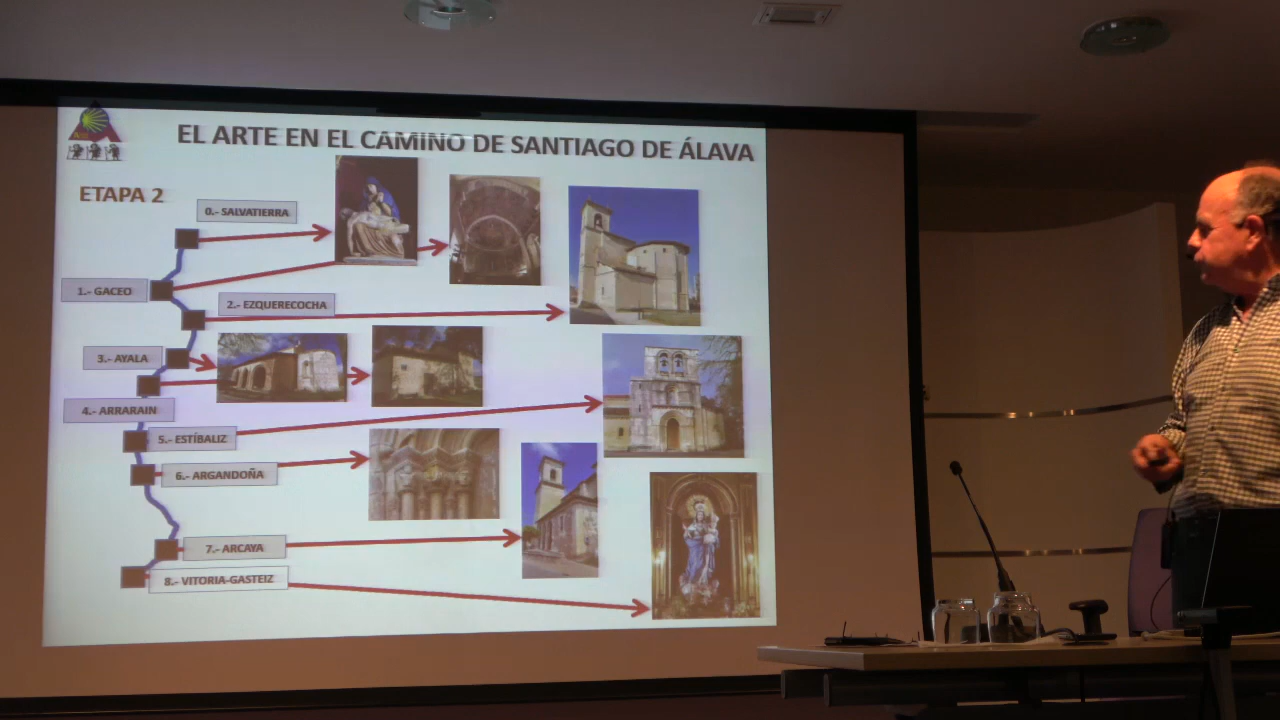 EL ARTE EN EL CAMINO DE SANTIAGO DE ÁLAVA
ETAPA 2
0.- SALVATIERRA
1.- GACEO
2.- EZQUERECOCHA
3.- AYALA
4.- ARRARAIN
5.- ESTÍBALIZ
6.- ARGANDOÑA
7.- ARCAYA
8.- VITORIA-GASTEIZ